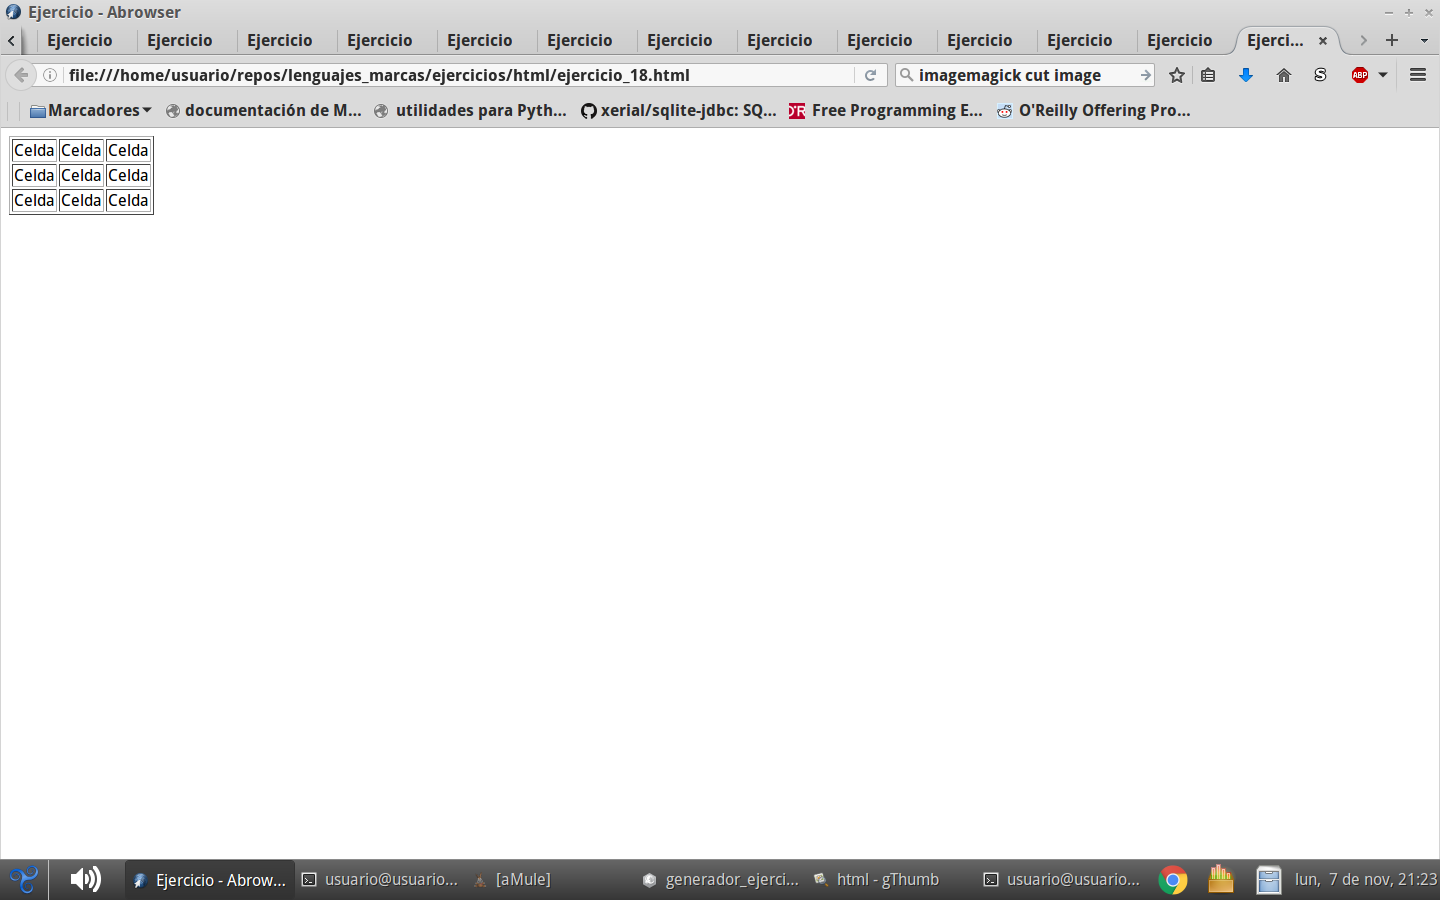 Ejercicio - Abrowser
Ejercicio Ejercicio Ejercicio Ejercicio Ejercicio Ejercicio Ejercicio Ejercicio Ejercicio Ejercicio Ejercicio Ejercicio Ejerci...
file:///home/usuario/repos/lenguajes_marcas/ejercicios/html/ejercicio_18.html imagemagick cut image S ABP
Marcadores documentación de M... utilidades para Pyth... xerial/sqlite-jdbc: SQ... Free Programming E... O'Reilly Offering Pro...
Celda Celda Celda
Celda Celda Celda
Celda Celda Celda
Ejercicio - Abrow... usuario@usuario... [aMule] generador_ejerci... html - gThumb usuario@usuario... lun, 7 de nov, 21:23